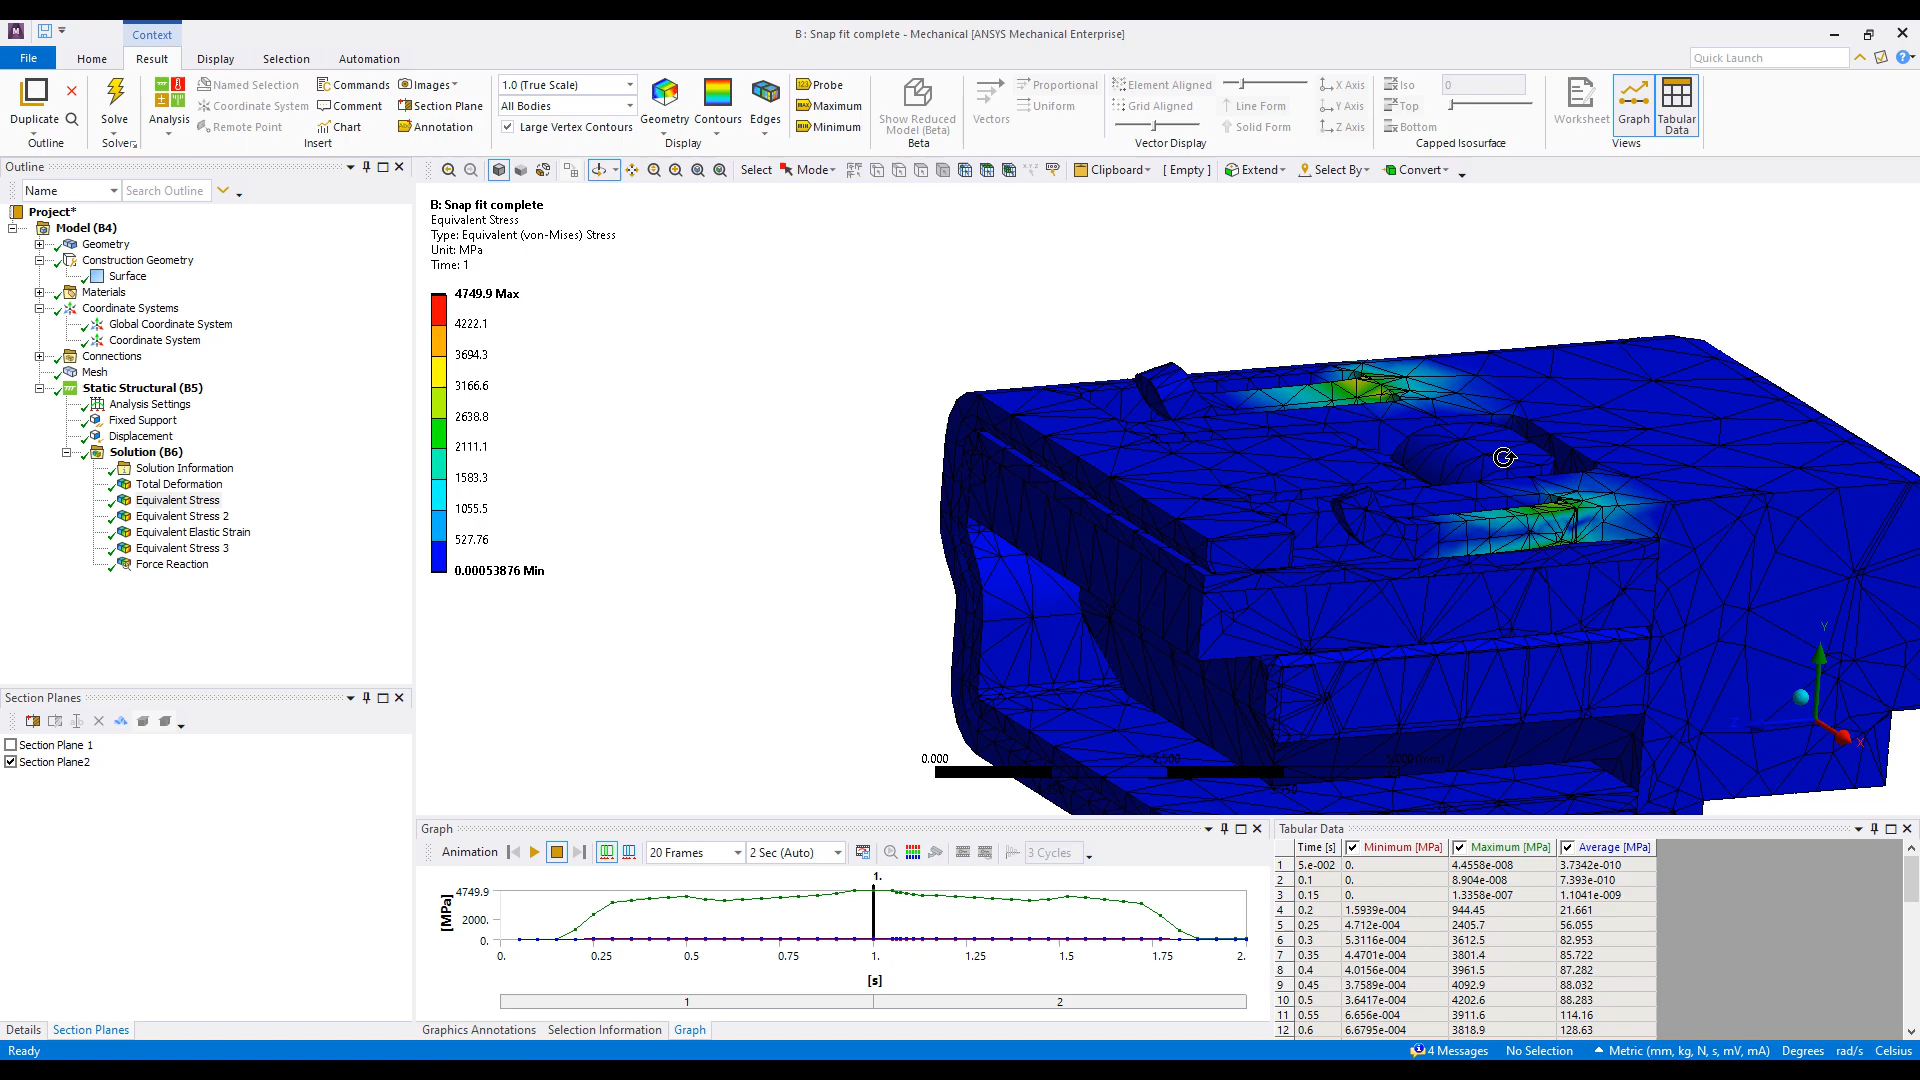 Context
B : Snap fit complete - Mechanical [ANSYS Mechanical Enterprise]
File
Home
Result
Display
Selection
Automation
Quick Launch
Duplicate
Outline
Solve
Solver
Analysis
Named Selection
Coordinate System
Remote Point
Commands
Comment
Chart
Images
Section Plane
Annotation
Insert
1.0 (True Scale)
All Bodies
Large Vertex Contours
Geometry
Contours
Edges
Display
Probe
Maximum
Minimum
Show Reduced
Model (Beta)
Beta
Vectors
Proportional
Uniform
Element Aligned
Grid Aligned
Line Form
Solid Form
X Axis
Y Axis
Z Axis
Vector Display
Iso
Top
Bottom
0
Capped Isosurface
Worksheet
Graph
Tabular
Data
Views
Outline
Name
Search Outline
Select
Mode
Clipboard
[ Empty ]
Extend
Select By
Convert
Project*
Model (B4)
Geometry
Construction Geometry
Surface
Materials
Coordinate Systems
Global Coordinate System
Coordinate System
Connections
Mesh
Static Structural (B5)
Analysis Settings
Fixed Support
Displacement
Solution (B6)
Solution Information
Total Deformation
Equivalent Stress
Equivalent Stress 2
Equivalent Elastic Strain
Equivalent Stress 3
Force Reaction
B: Snap fit complete
Equivalent Stress
Type: Equivalent (von-Mises) Stress
Unit: MPa
Time: 1
4749.9 Max
4222.1
3694.3
3166.6
2638.8
2111.1
1583.3
1055.5
527.76
0.00053876 Min
0.000
Y
X
Section Planes
Section Plane 1
Section Plane2
Details
Section Planes
Graph
Animation
20 Frames
2 Sec (Auto)
3 Cycles
1.
4749.9
2000.
0.
[MPa]
0.
0.25
0.5
0.75
1.
1.25
1.5
1.75
2.
[s]
1
2
Graphics Annotations
Selection Information
Graph
Tabular Data
Time [s] Minimum [MPa] Maximum [MPa] Average [MPa]
1 5.e-002 0. 4.4558e-008 3.7342e-010
2 0.1 0. 8.904e-008 7.393e-010
3 0.15 0. 1.3358e-007 1.1041e-009
4 0.2 1.5939e-004 944.45 21.661
5 0.25 4.712e-004 2405.7 56.055
6 0.3 5.3116e-004 3612.5 82.953
7 0.35 4.4701e-004 3801.4 85.722
8 0.4 4.0156e-004 3961.5 87.282
9 0.45 3.7589e-004 4092.9 88.032
10 0.5 3.6417e-004 4202.6 88.283
11 0.55 6.656e-004 3911.6 114.16
12 0.6 6.6795e-004 3818.9 128.63
Ready
4 Messages
No Selection
Metric (mm, kg, N, s, mV, mA)
Degrees
rad/s
Celsius